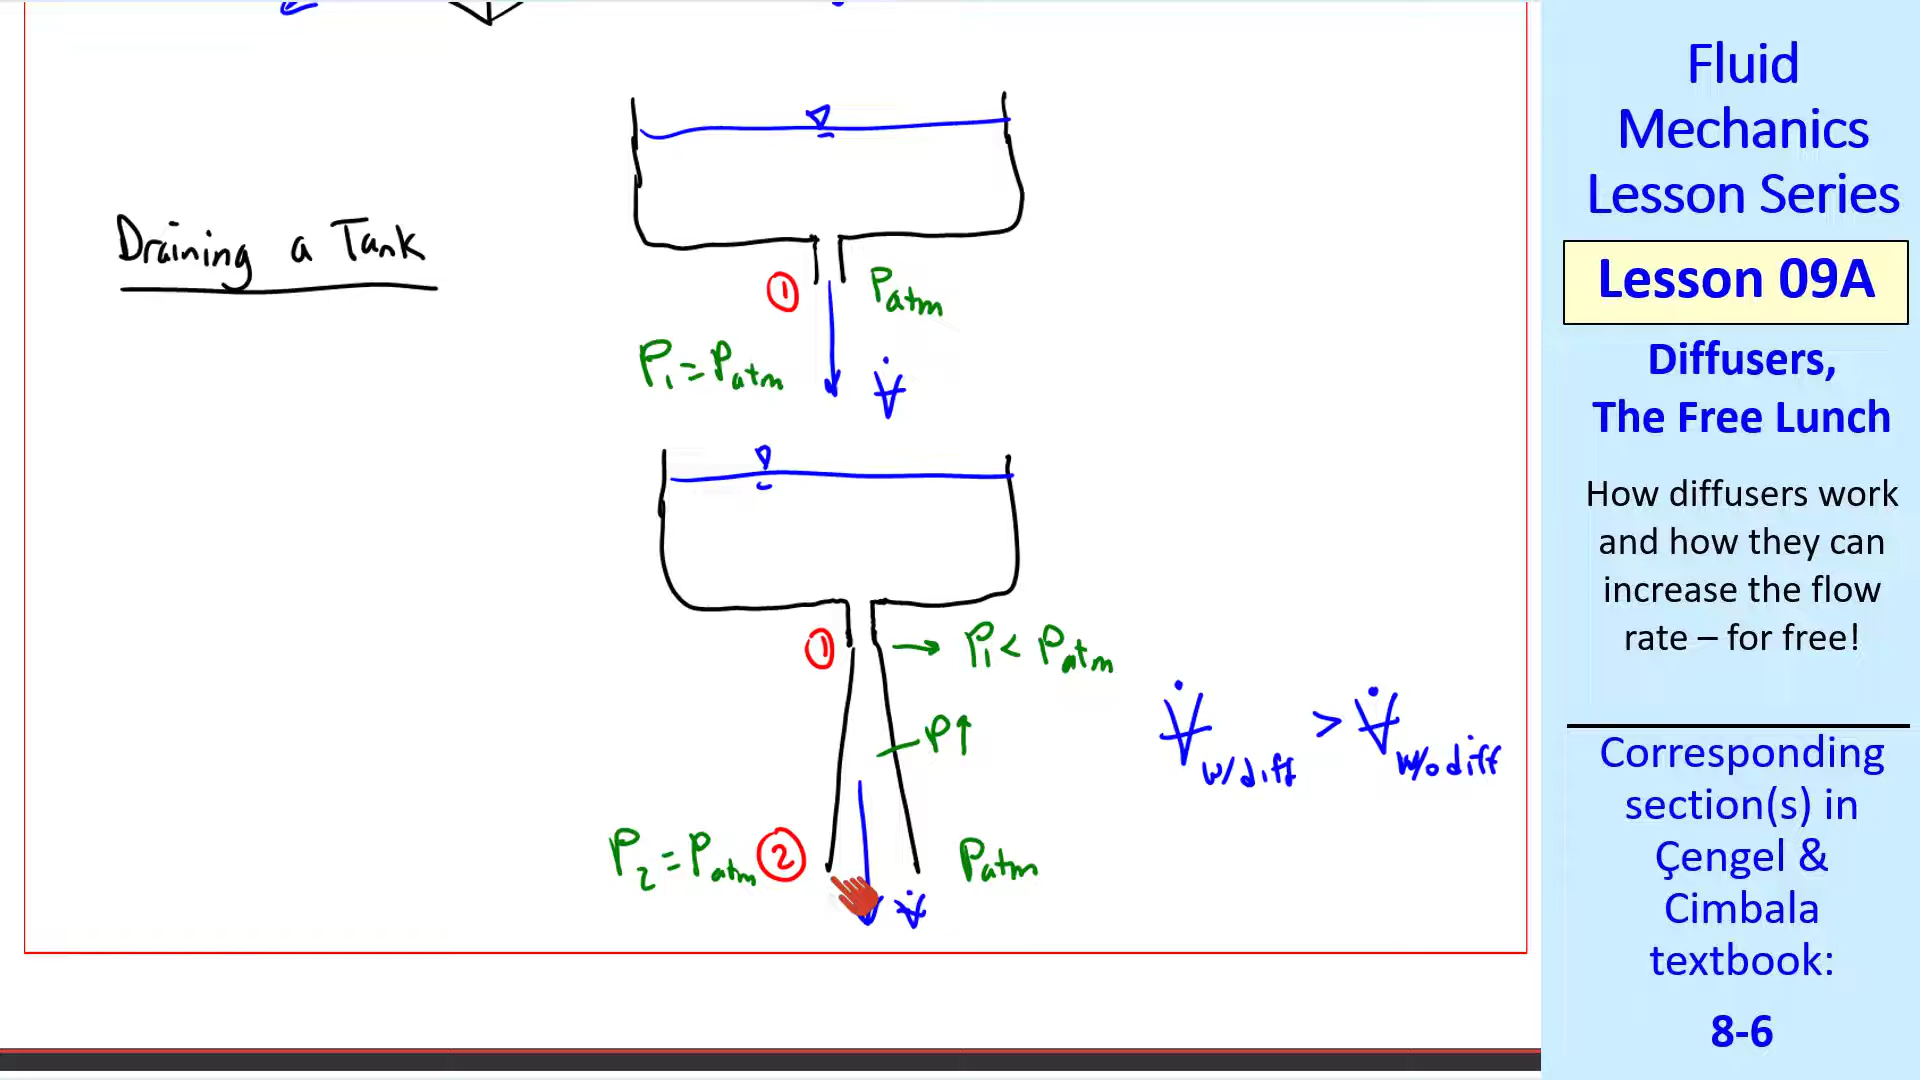 Draining a Tank
① Patm
P₁ = Patm
V̇
① → P₁ < Patm
P↑
V̇ w/diff > V̇ w/o diff
P₂ = Patm ② Patm
V̇
Fluid
Mechanics
Lesson Series
Lesson 09A
Diffusers,
The Free Lunch
How diffusers work
and how they can
increase the flow
rate – for free!
Corresponding
section(s) in
Çengel &
Cimbala
textbook:
8-6